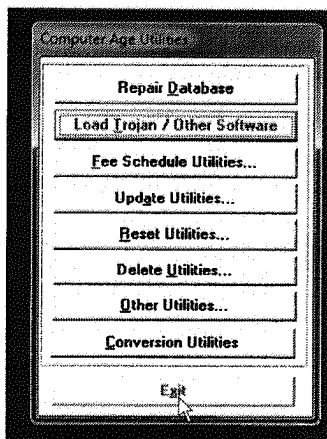 Computer Age Utilities
Repair Database
Load Trojan / Other Software
Fee Schedule Utilities...
Update Utilities...
Reset Utilities...
Delete Utilities...
Other Utilities...
Conversion Utilities
Exit